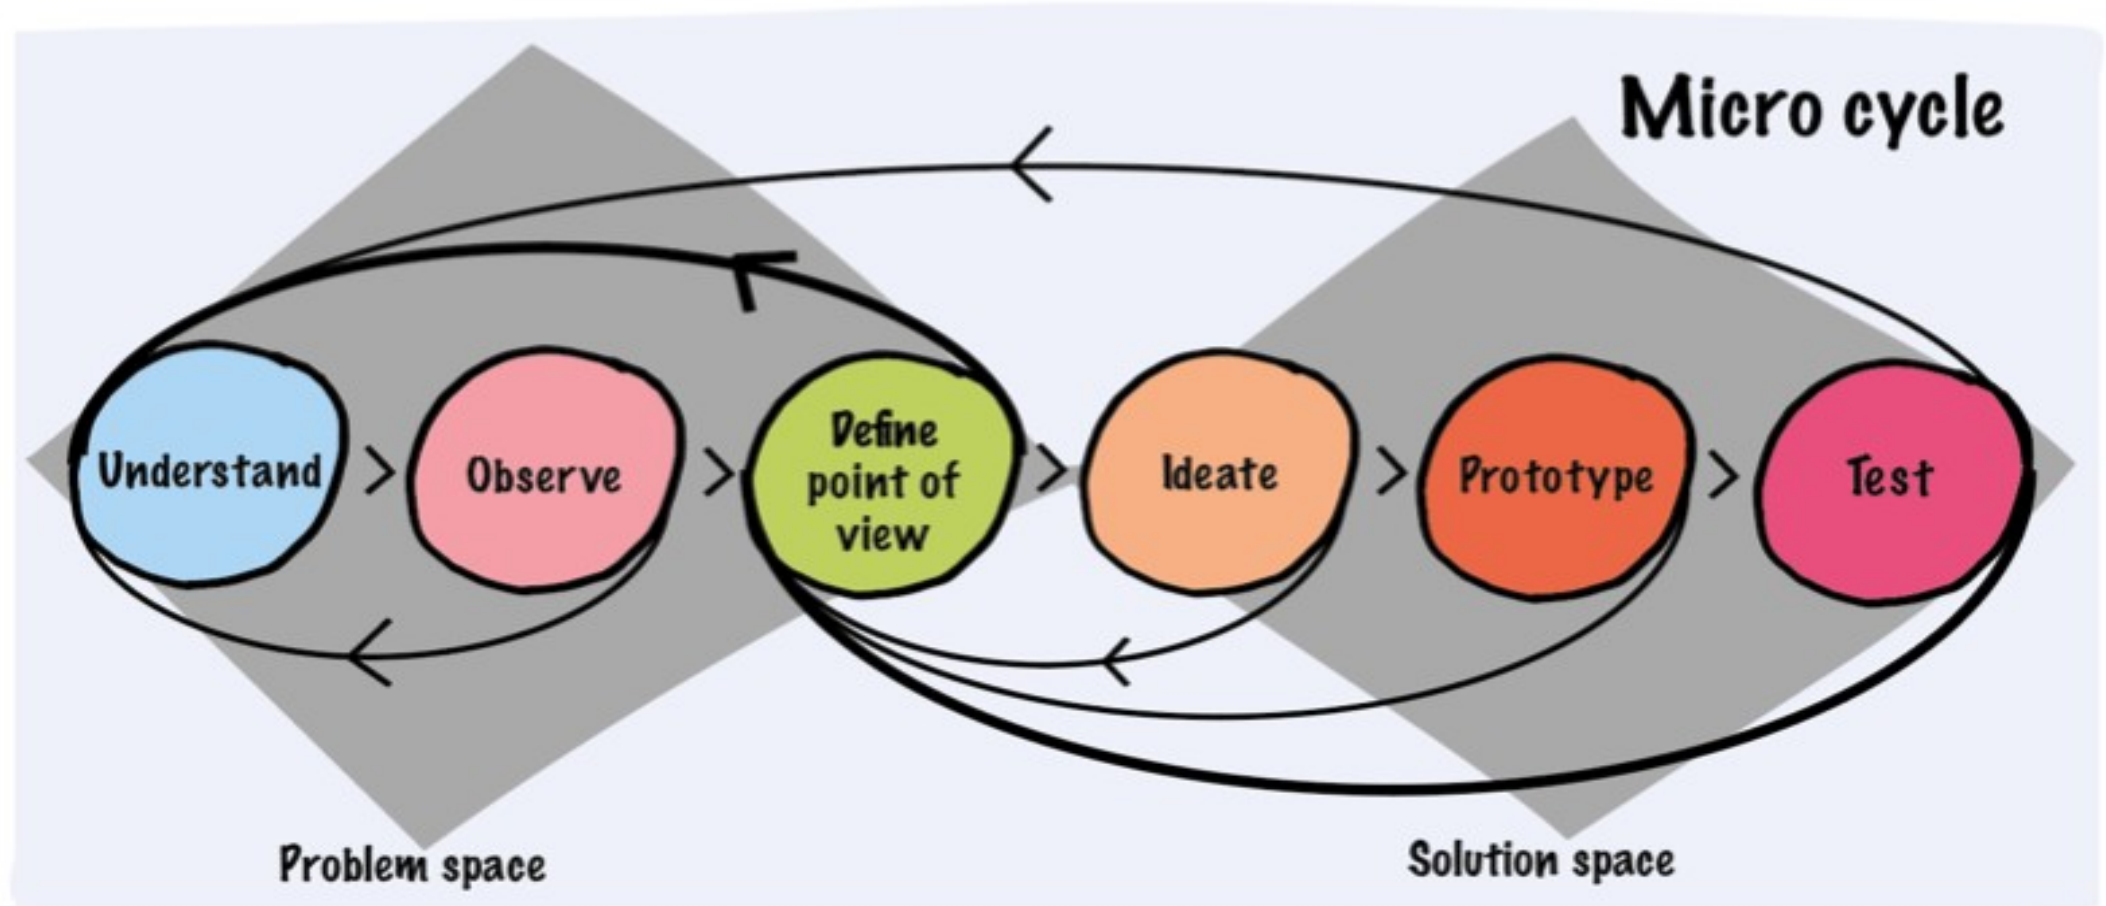 Micro cycle
Understand
>
Observe
>
Define
point of
view
>
Ideate
>
Prototype
>
Test
Problem space
Solution space